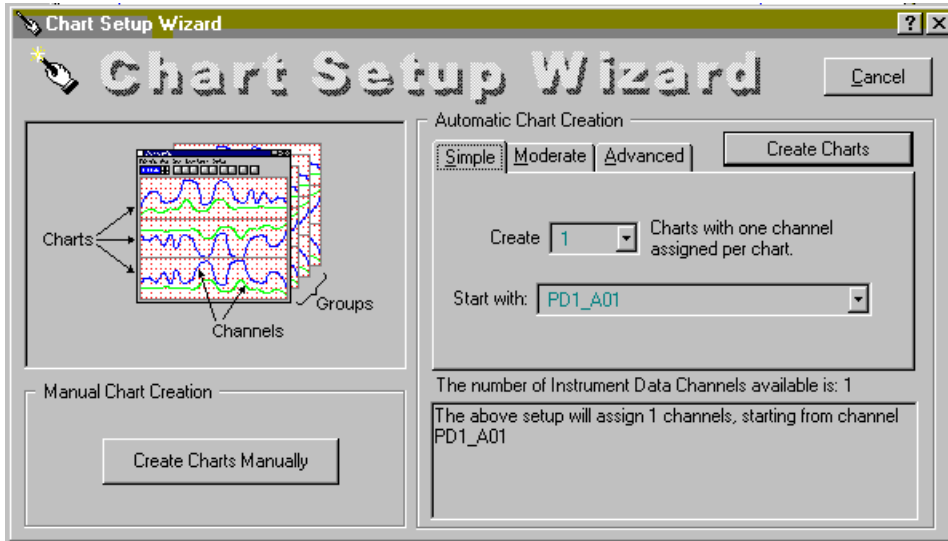 Chart Setup Wizard
Chart Setup Wizard
Cancel
Charts
Groups
Channels
Manual Chart Creation
Create Charts Manually
Automatic Chart Creation
Simple Moderate Advanced
Create Charts
Create 1 Charts with one channel
assigned per chart.
Start with: PD1_A01
The number of Instrument Data Channels available is: 1
The above setup will assign 1 channels, starting from channel
PD1_A01